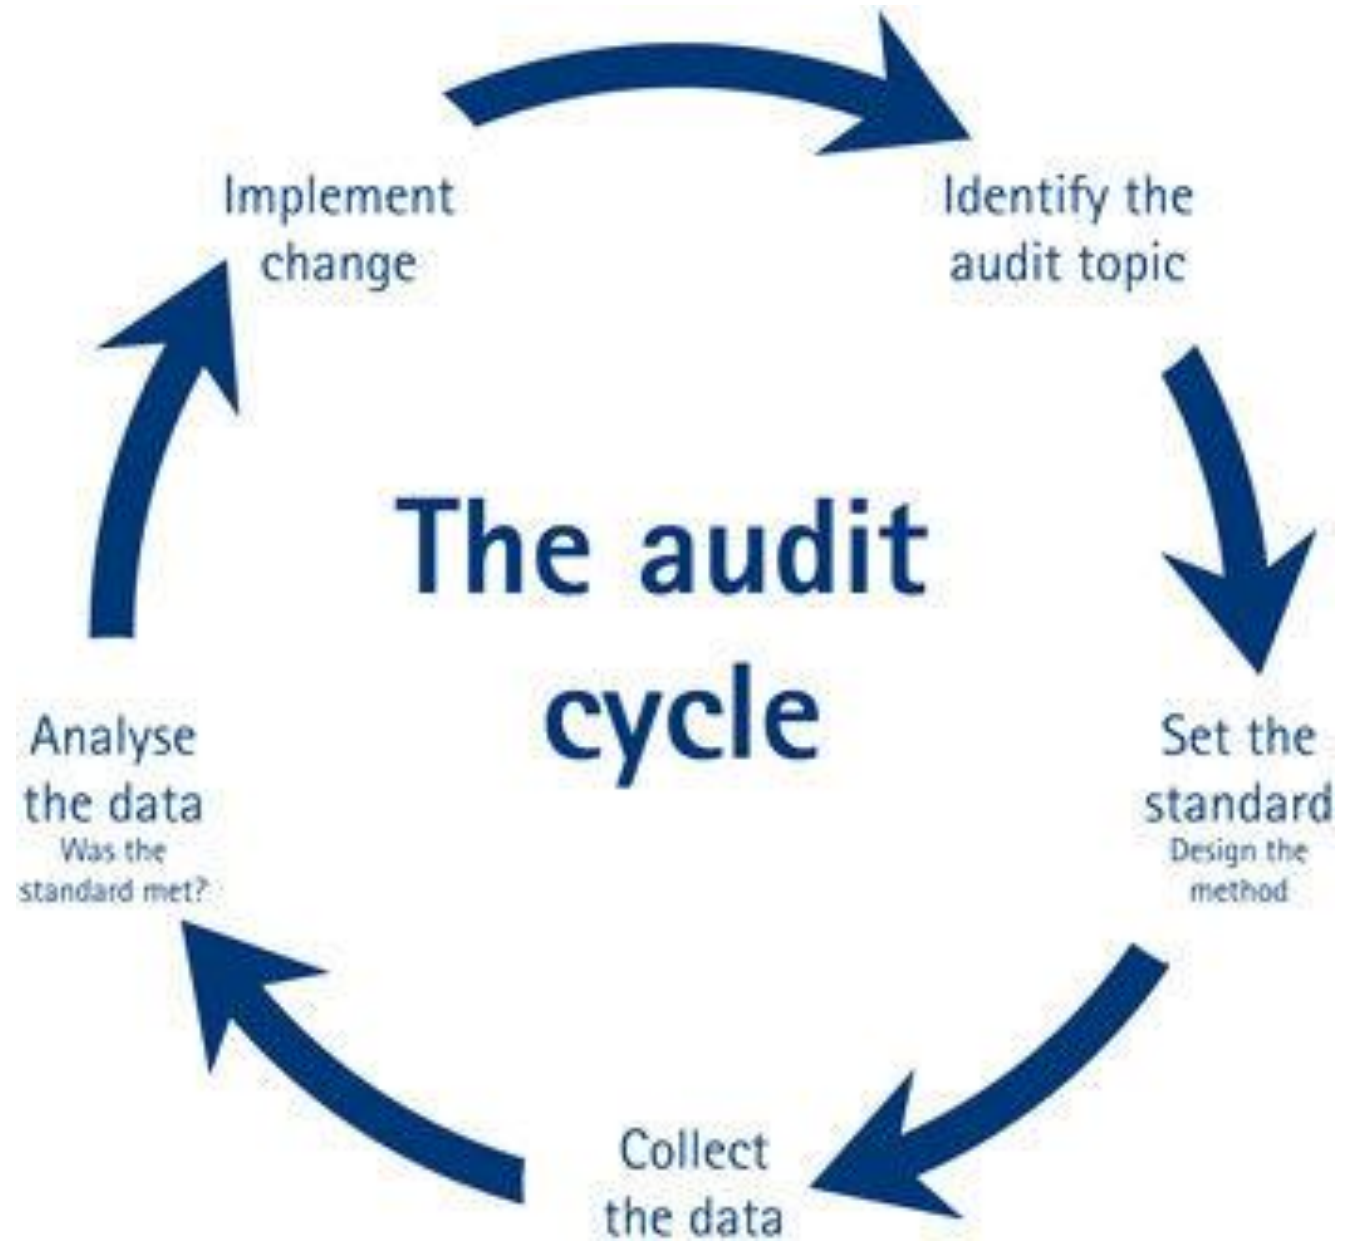 The audit
cycle
Identify the
audit topic
Set the
standard
Design the
method
Collect
the data
Analyse
the data
Was the
standard met?
Implement
change